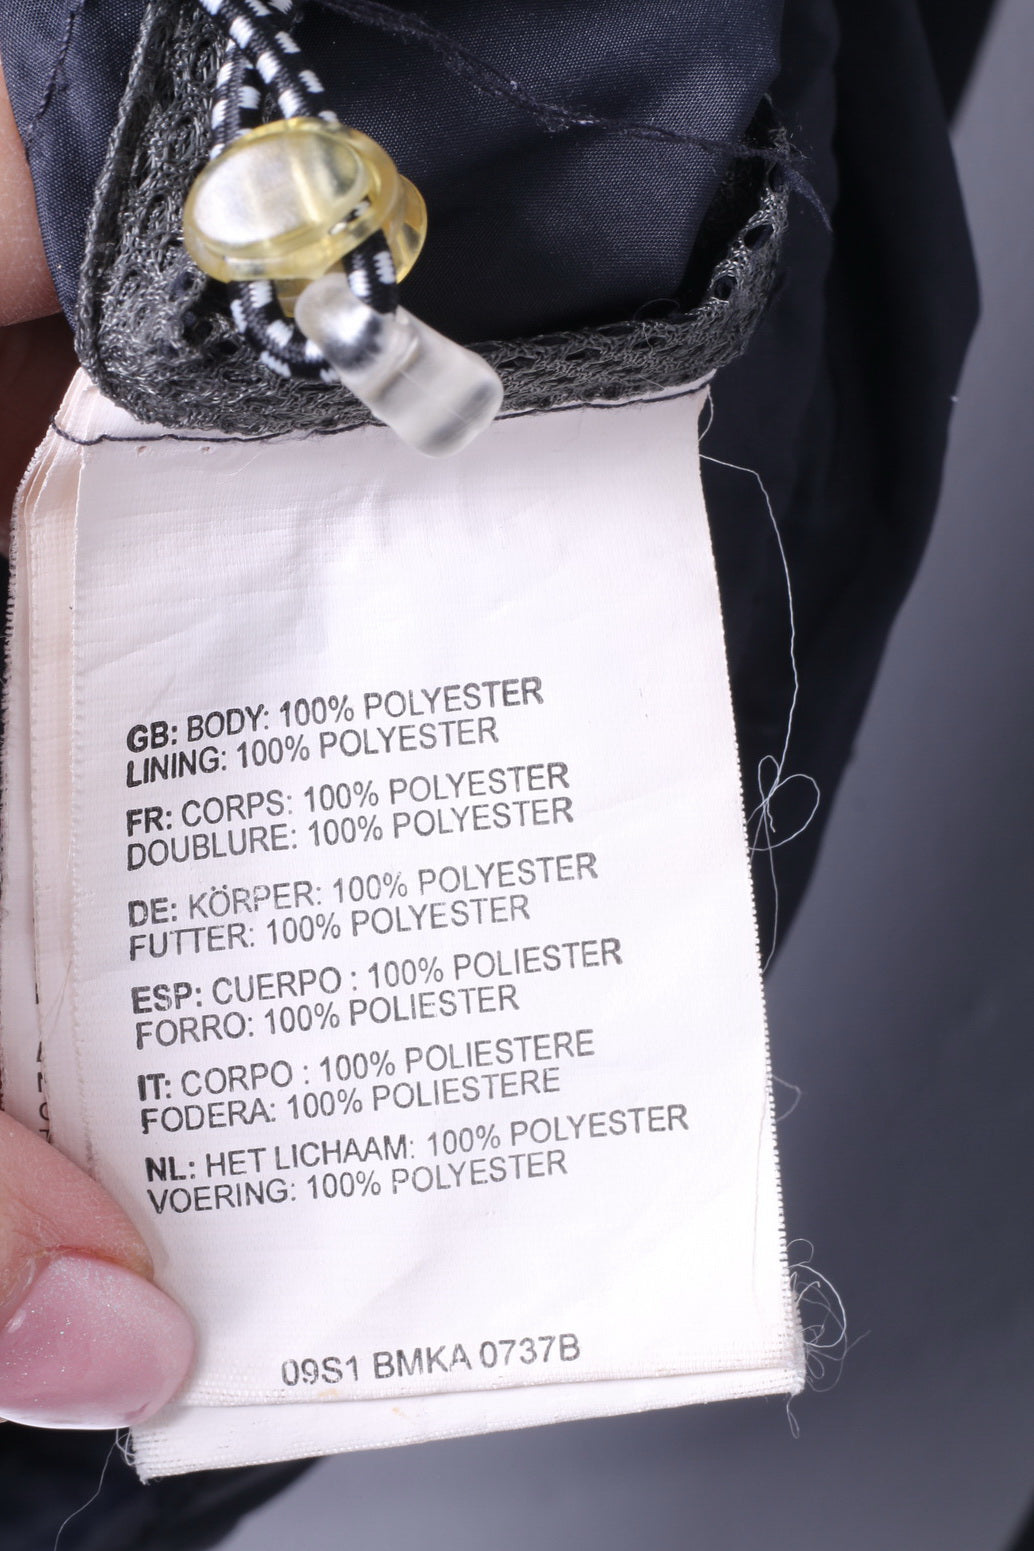 GB: BODY: 100% POLYESTER
LINING: 100% POLYESTER
FR: CORPS: 100% POLYESTER
DOUBLURE: 100% POLYESTER
DE: KÖRPER: 100% POLYESTER
FUTTER: 100% POLYESTER
ESP: CUERPO : 100% POLIESTER
FORRO: 100% POLIESTER
IT: CORPO : 100% POLIESTERE
FODERA: 100% POLIESTERE
NL: HET LICHAAM: 100% POLYESTER
VOERING: 100% POLYESTER
09S1 BMKA 0737B